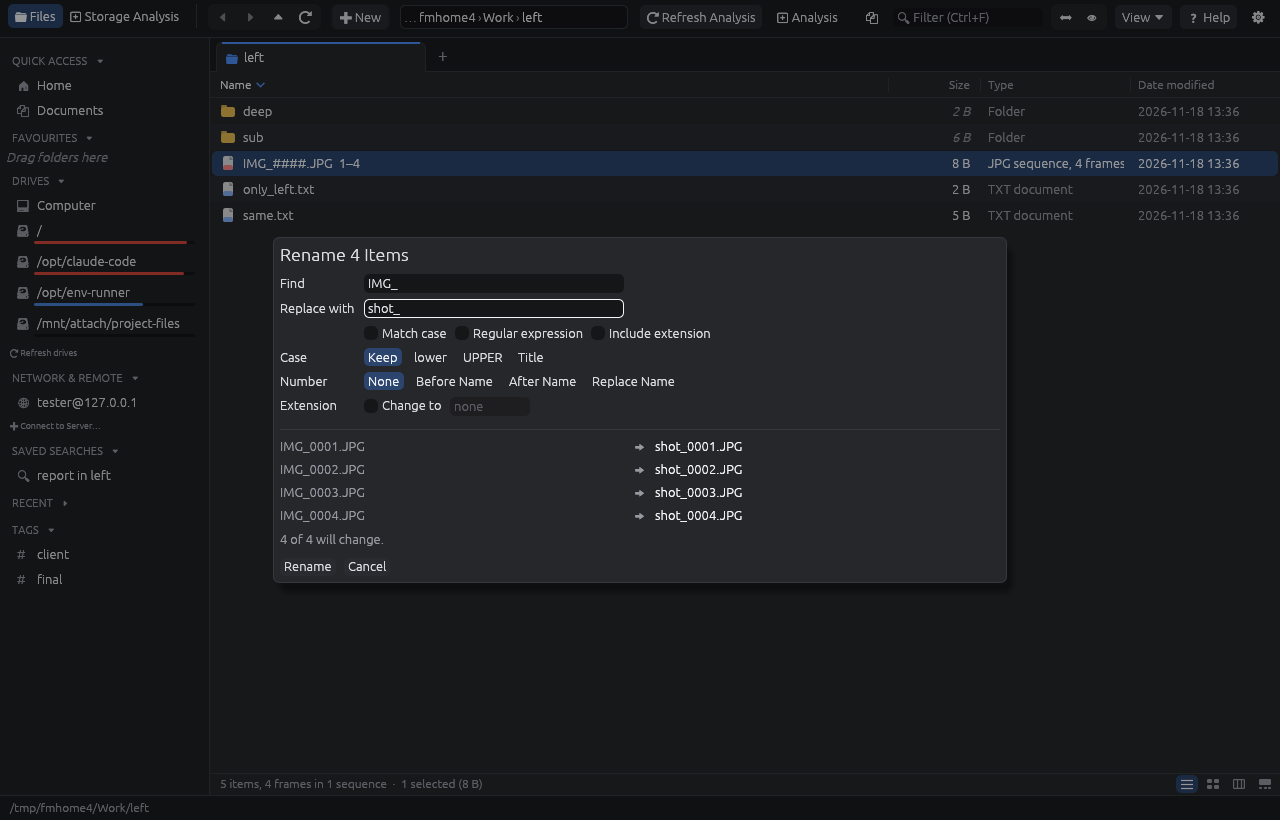 Files Storage Analysis New ... fmhome4 › Work › left Refresh Analysis Analysis Filter (Ctrl+F) View ? Help
QUICK ACCESS
Home
Documents
FAVOURITES
Drag folders here
DRIVES
Computer
/
/opt/claude-code
/opt/env-runner
/mnt/attach/project-files
Refresh drives
NETWORK & REMOTE
tester@127.0.0.1
Connect to Server...
SAVED SEARCHES
report in left
RECENT
TAGS
# client
# final
left +
Name Size Type Date modified
deep 2 B Folder 2026-11-18 13:36
sub 6 B Folder 2026-11-18 13:36
IMG_####.JPG 1–4 8 B JPG sequence, 4 frames 2026-11-18 13:36
only_left.txt 2 B TXT document 2026-11-18 13:36
same.txt 5 B TXT document 2026-11-18 13:36
Rename 4 Items
Find IMG_
Replace with shot_
Match case Regular expression Include extension
Case Keep lower UPPER Title
Number None Before Name After Name Replace Name
Extension Change to none
IMG_0001.JPG → shot_0001.JPG
IMG_0002.JPG → shot_0002.JPG
IMG_0003.JPG → shot_0003.JPG
IMG_0004.JPG → shot_0004.JPG
4 of 4 will change.
Rename Cancel
5 items, 4 frames in 1 sequence · 1 selected (8 B)
/tmp/fmhome4/Work/left